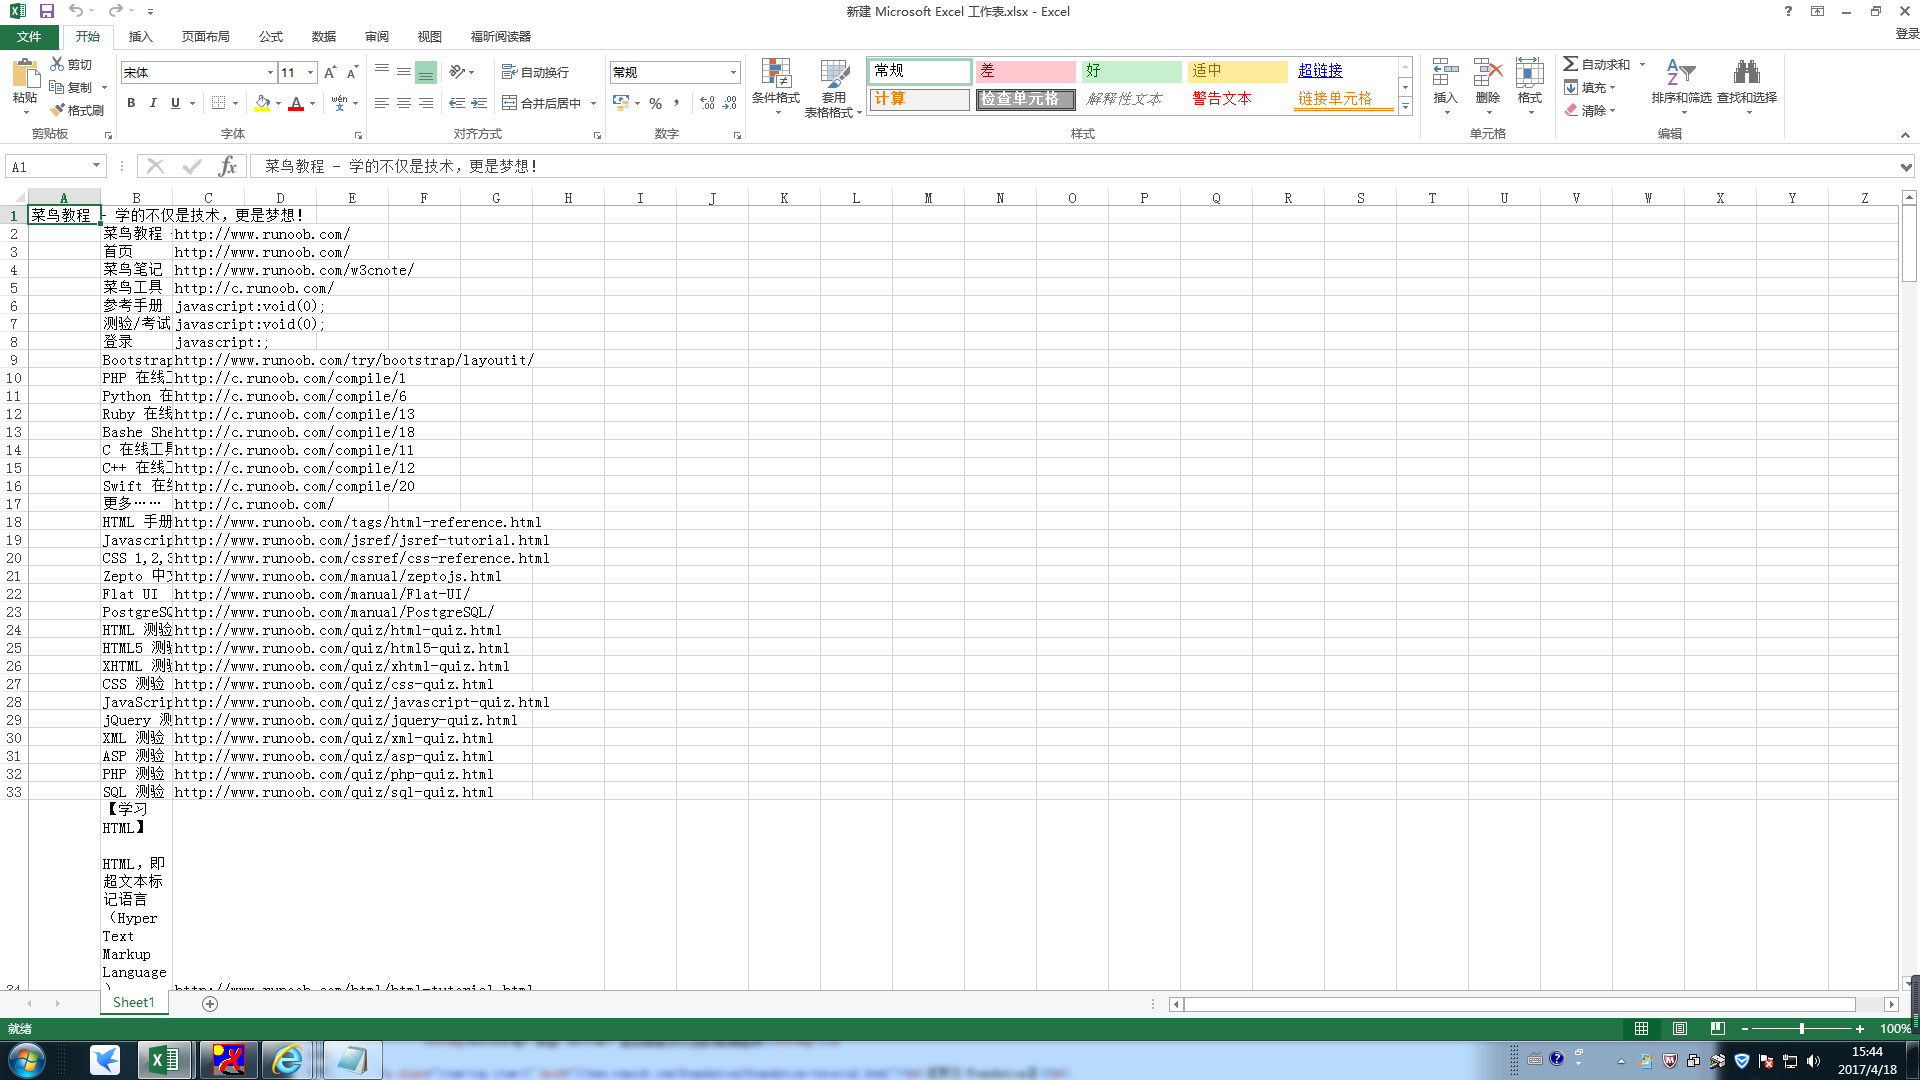 新建 Microsoft Excel 工作表.xlsx - Excel
登录
文件 开始 插入 页面布局 公式 数据 审阅 视图 福昕阅读器
粘贴 剪切 复制 格式刷 剪贴板
宋体 11 B I U A wén 字体
自动换行 合并后居中 对齐方式
常规 % 数字
条件格式 套用表格格式
常规 差 好 适中 超链接
计算 检查单元格 解释性文本 警告文本 链接单元格
样式
插入 删除 格式 单元格
自动求和 填充 清除 排序和筛选 查找和选择 编辑
A1 fx 菜鸟教程 - 学的不仅是技术，更是梦想！
A B C D E F G H I J K L M N O P Q R S T U V W X Y Z
1 菜鸟教程 - 学的不仅是技术，更是梦想！
2 菜鸟教程 http://www.runoob.com/
3 首页 http://www.runoob.com/
4 菜鸟笔记 http://www.runoob.com/w3cnote/
5 菜鸟工具 http://c.runoob.com/
6 参考手册 javascript:void(0);
7 测验/考试 javascript:void(0);
8 登录 javascript:;
9 Bootstrap http://www.runoob.com/try/bootstrap/layoutit/
10 PHP 在线 http://c.runoob.com/compile/1
11 Python 在 http://c.runoob.com/compile/6
12 Ruby 在线 http://c.runoob.com/compile/13
13 Bashe She http://c.runoob.com/compile/18
14 C 在线工具 http://c.runoob.com/compile/11
15 C++ 在线 http://c.runoob.com/compile/12
16 Swift 在线 http://c.runoob.com/compile/20
17 更多…… http://c.runoob.com/
18 HTML 手册 http://www.runoob.com/tags/html-reference.html
19 Javascrip http://www.runoob.com/jsref/jsref-tutorial.html
20 CSS 1,2,3 http://www.runoob.com/cssref/css-reference.html
21 Zepto 中文 http://www.runoob.com/manual/zeptojs.html
22 Flat UI http://www.runoob.com/manual/Flat-UI/
23 PostgreSQ http://www.runoob.com/manual/PostgreSQL/
24 HTML 测验 http://www.runoob.com/quiz/html-quiz.html
25 HTML5 测验 http://www.runoob.com/quiz/html5-quiz.html
26 XHTML 测验 http://www.runoob.com/quiz/xhtml-quiz.html
27 CSS 测验 http://www.runoob.com/quiz/css-quiz.html
28 JavaScrip http://www.runoob.com/quiz/javascript-quiz.html
29 jQuery 测 http://www.runoob.com/quiz/jquery-quiz.html
30 XML 测验 http://www.runoob.com/quiz/xml-quiz.html
31 ASP 测验 http://www.runoob.com/quiz/asp-quiz.html
32 PHP 测验 http://www.runoob.com/quiz/php-quiz.html
33 SQL 测验 http://www.runoob.com/quiz/sql-quiz.html
【学习
HTML】
HTML，即
超文本标
记语言
（Hyper
Text
Markup
Language
34 ） http://www.runoob.com/html/html-tutorial.html
Sheet1
就绪 100%
15:44
2017/4/18